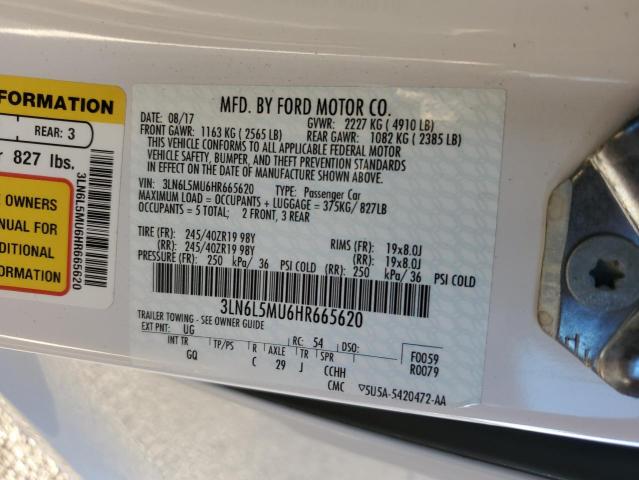 FORMATION
REAR: 3
827 lbs.
OWNERS
NUAL FOR
DITIONAL
INFORMATION
3LN6L5MU6HR665620
MFD. BY FORD MOTOR CO.
DATE: 08/17 GVWR: 2227 KG ( 4910 LB)
FRONT GAWR: 1163 KG ( 2565 LB) REAR GAWR: 1082 KG ( 2385 LB)
THIS VEHICLE CONFORMS TO ALL APPLICABLE FEDERAL MOTOR
VEHICLE SAFETY, BUMPER, AND THEFT PREVENTION STANDARDS
IN EFFECT ON THE DATE OF MANUFACTURE SHOWN ABOVE.
VIN: 3LN6L5MU6HR665620 TYPE: Passenger Car
MAXIMUM LOAD = OCCUPANTS + LUGGAGE = 375KG/ 827LB
OCCUPANTS = 5 TOTAL; 2 FRONT, 3 REAR
TIRE (FR): 245/40ZR19 98Y RIMS (FR): 19x8.0J
(RR): 245/40ZR19 98Y (RR): 19x8.0J
PRESSURE (FR): 250 kPa/ 36 PSI COLD (RR): 250 kPa/ 36 PSI COLD
3LN6L5MU6HR665620
TRAILER TOWING - SEE OWNER GUIDE
EXT PNT: UG RC: 54 DSO: F0059
INT TR TP/PS R AXLE TR SPR R0079
GQ C 29 J CCHH
CMC ▽5U5A-5420472-AA